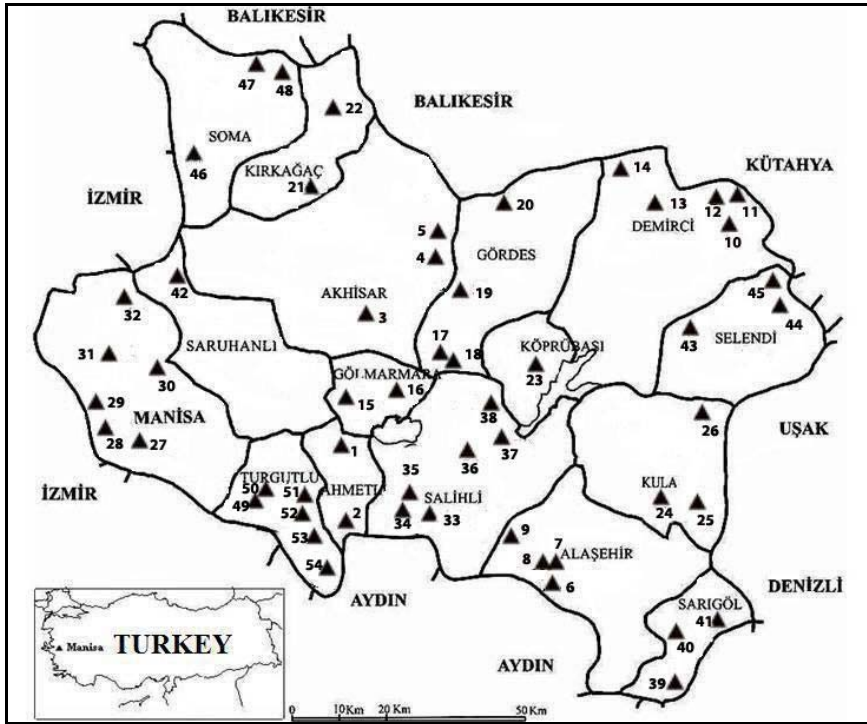 BALIKESİR
47
48
22
BALIKESİR
SOMA
46
KIRKAĞAÇ
21
14
KÜTAHYA
13
12
11
DEMİRCİ
10
20
İZMİR
5
4
GÖRDES
42
AKHİSAR
3
19
45
44
32
SARUHANLI
43
SELENDİ
31
17
18
KÖPRÜBAŞI
23
30
GÖLMARMARA
16
15
29
MANİSA
28
27
38
37
36
26
UŞAK
1
İZMİR
TURGUTLU
50
51
49
52
AHMETLİ
2
35
SALİHLİ
34
33
KULA
24
25
53
54
9
7
8
ALAŞEHİR
6
AYDIN
DENİZLİ
SARIGÖL
41
40
39
AYDIN
Manisa
TURKEY
0
10Km
20 Km
50 Km